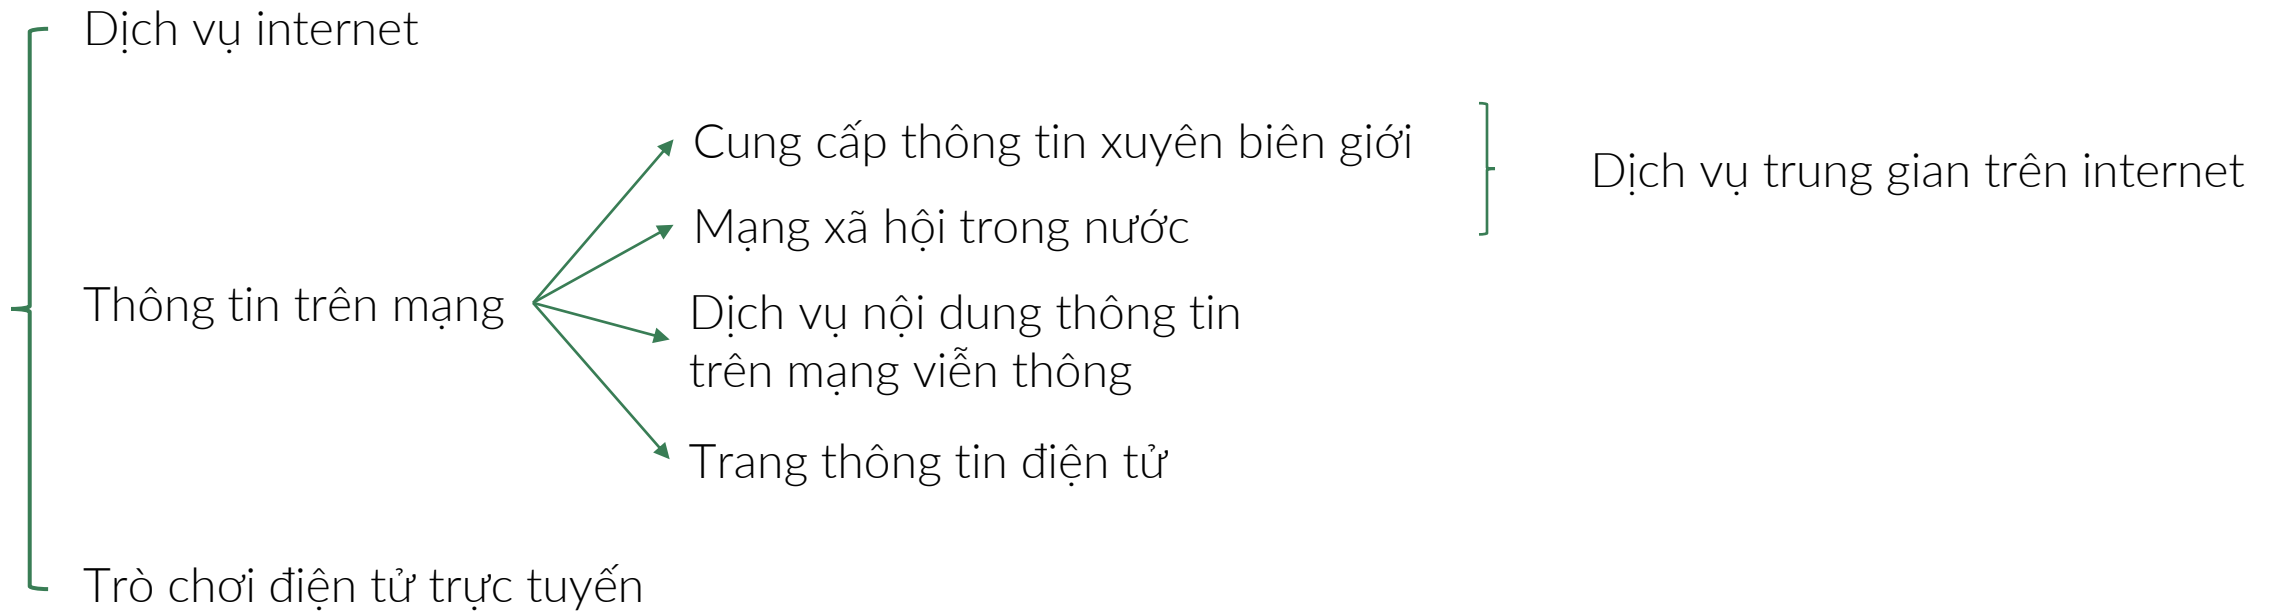 Dịch vụ internet
Cung cấp thông tin xuyên biên giới
Dịch vụ trung gian trên internet
Mạng xã hội trong nước
Thông tin trên mạng
Dịch vụ nội dung thông tin
trên mạng viễn thông
Trang thông tin điện tử
Trò chơi điện tử trực tuyến